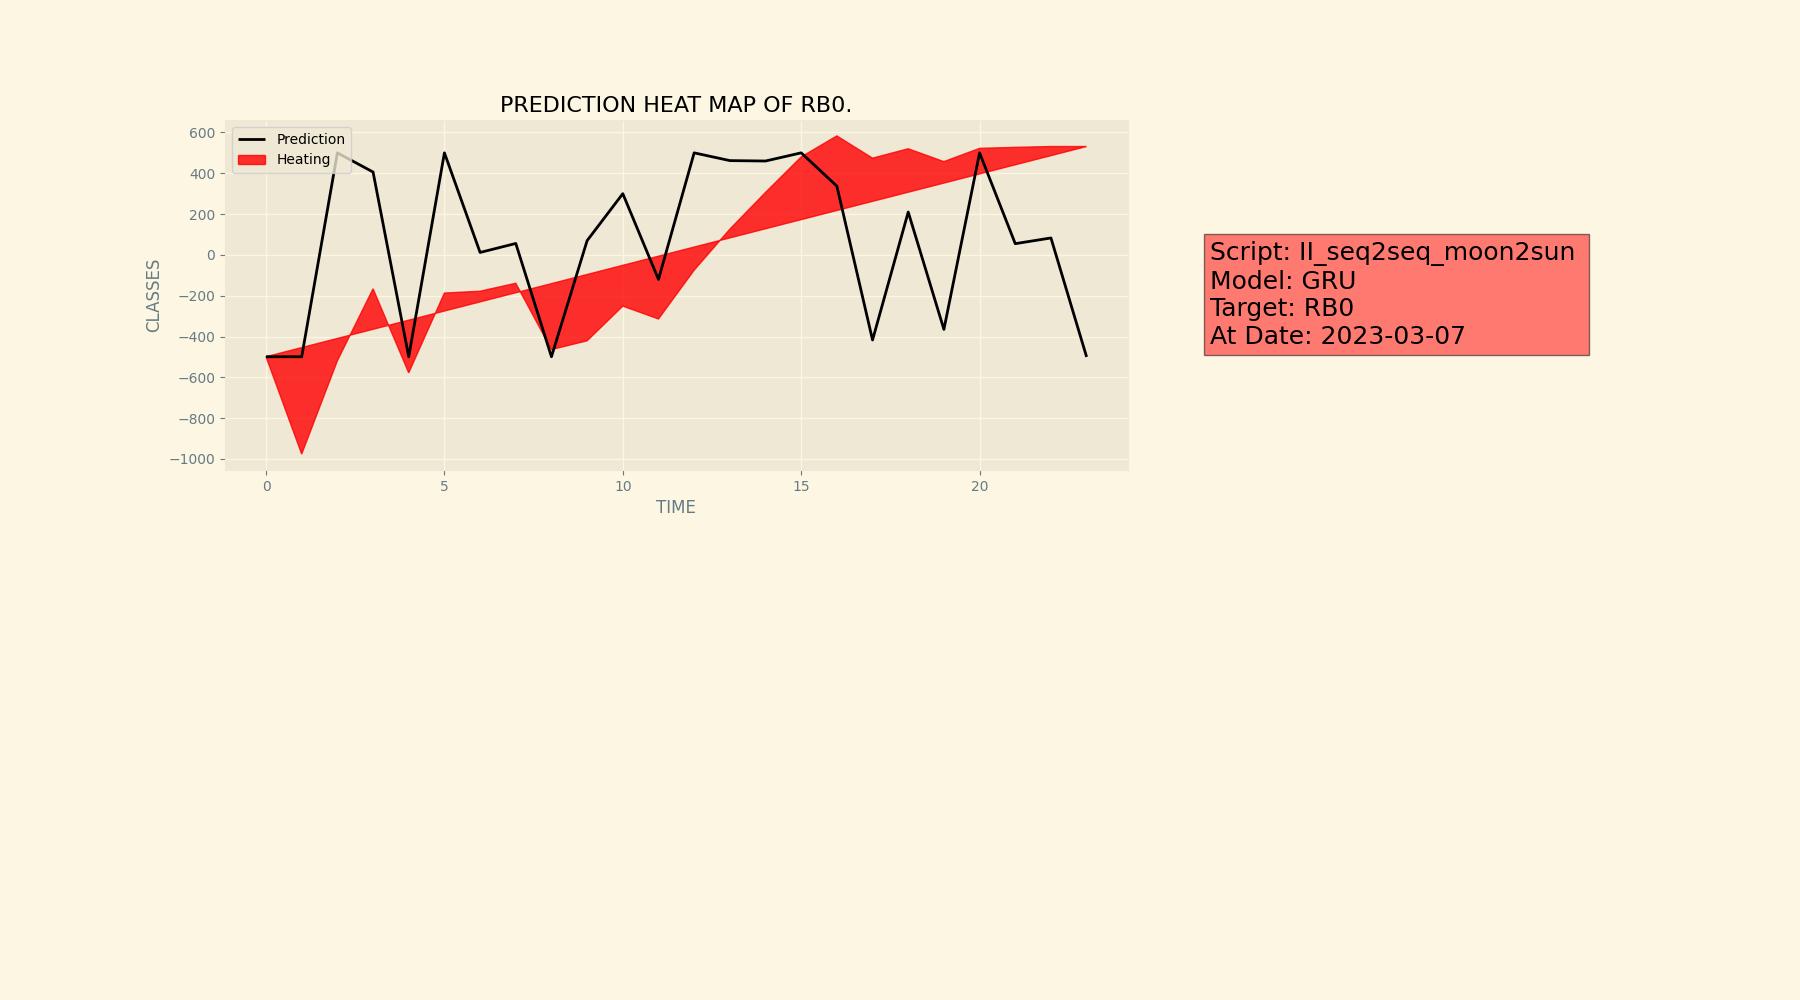 PREDICTION HEAT MAP OF RB0.
Prediction
Heating
600
400
200
0
−200
−400
−600
−800
−1000
CLASSES
0 5 10 15 20
TIME
Script: II_seq2seq_moon2sun
Model: GRU
Target: RB0
At Date: 2023-03-07